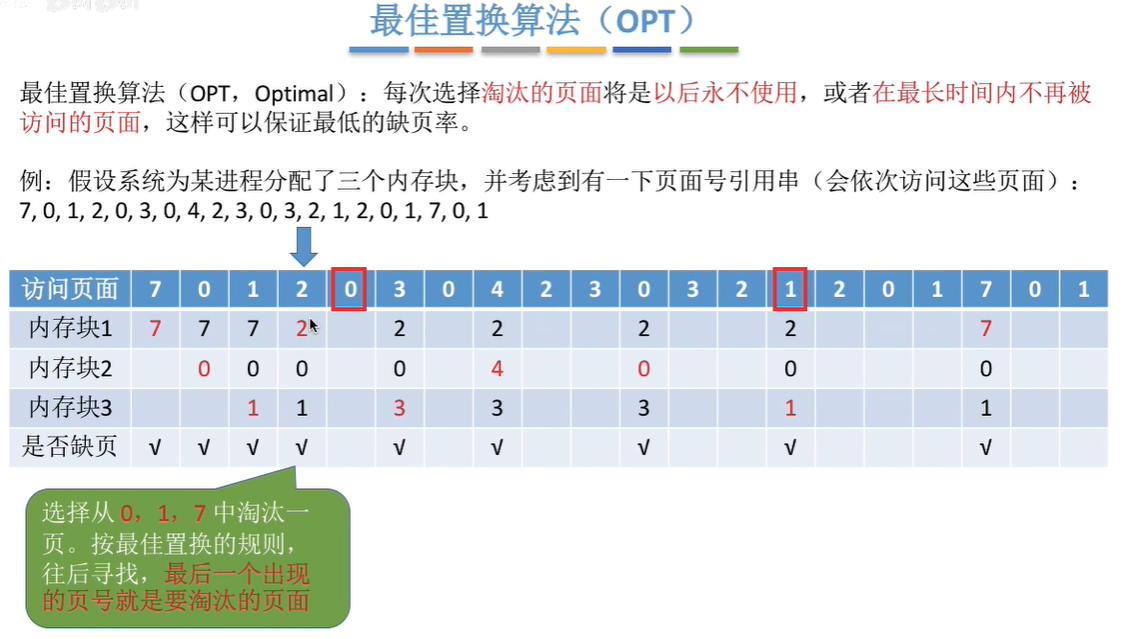 最佳置换算法（OPT）
最佳置换算法（OPT，Optimal）：每次选择淘汰的页面将是以后永不使用，或者在最长时间内不再被
访问的页面，这样可以保证最低的缺页率。
例：假设系统为某进程分配了三个内存块，并考虑到有一下页面号引用串（会依次访问这些页面）：
7, 0, 1, 2, 0, 3, 0, 4, 2, 3, 0, 3, 2, 1, 2, 0, 1, 7, 0, 1
访问页面 7 0 1 2 0 3 0 4 2 3 0 3 2 1 2 0 1 7 0 1
内存块1 7 7 7 2 2 2 2 2 7
内存块2 0 0 0 0 4 0 0 0
内存块3 1 1 3 3 3 1 1
是否缺页 √ √ √ √ √ √ √ √ √
选择从 0，1，7 中淘汰一
页。按最佳置换的规则，
往后寻找，最后一个出现
的页号就是要淘汰的页面